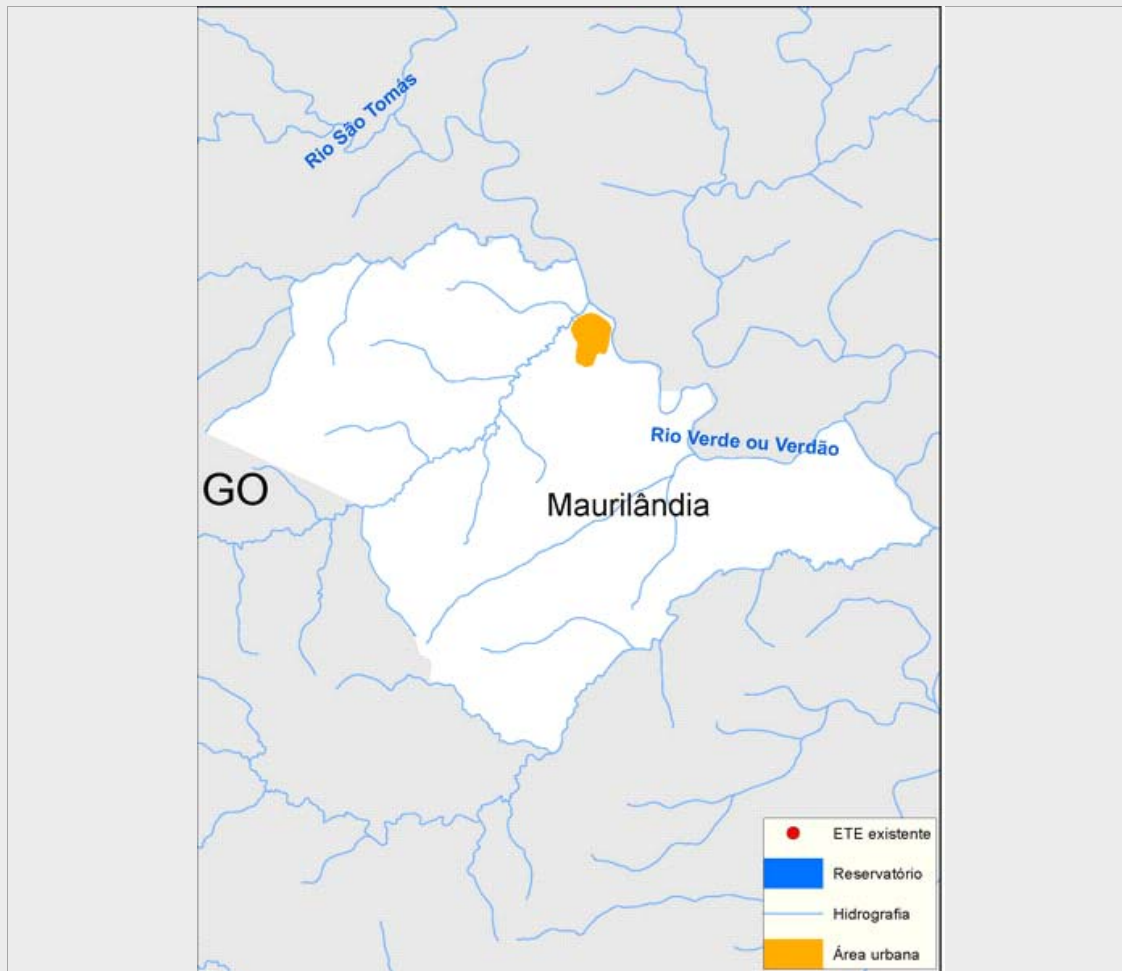 Rio São Tomás
Rio Verde ou Verdão
GO
Maurilândia
ETE existente
Reservatório
Hidrografia
Área urbana